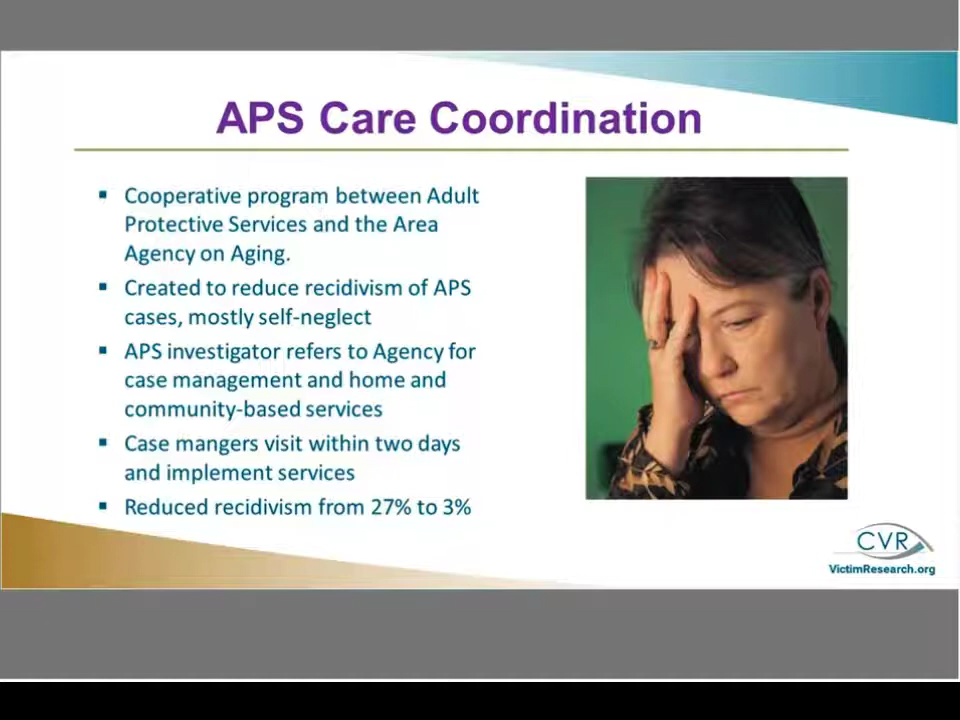 APS Care Coordination
▪ Cooperative program between Adult
Protective Services and the Area
Agency on Aging.
▪ Created to reduce recidivism of APS
cases, mostly self-neglect
▪ APS investigator refers to Agency for
case management and home and
community-based services
▪ Case mangers visit within two days
and implement services
▪ Reduced recidivism from 27% to 3%
CVR
VictimResearch.org